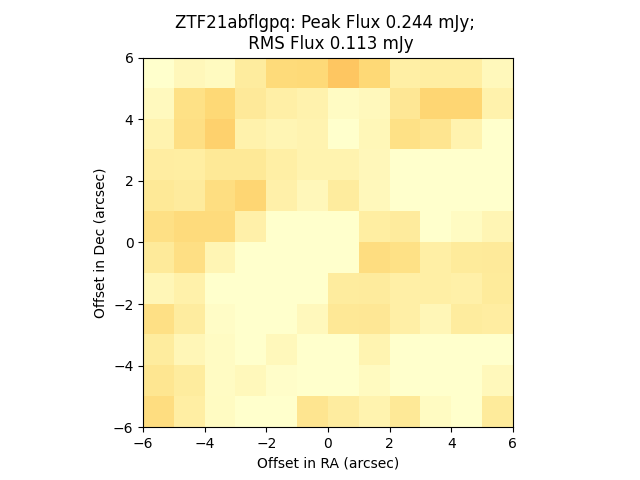 ZTF21abflgpq: Peak Flux 0.244 mJy;
RMS Flux 0.113 mJy
6
4
2
0
−2
−4
−6
Offset in Dec (arcsec)
−6 −4 −2 0 2 4 6
Offset in RA (arcsec)